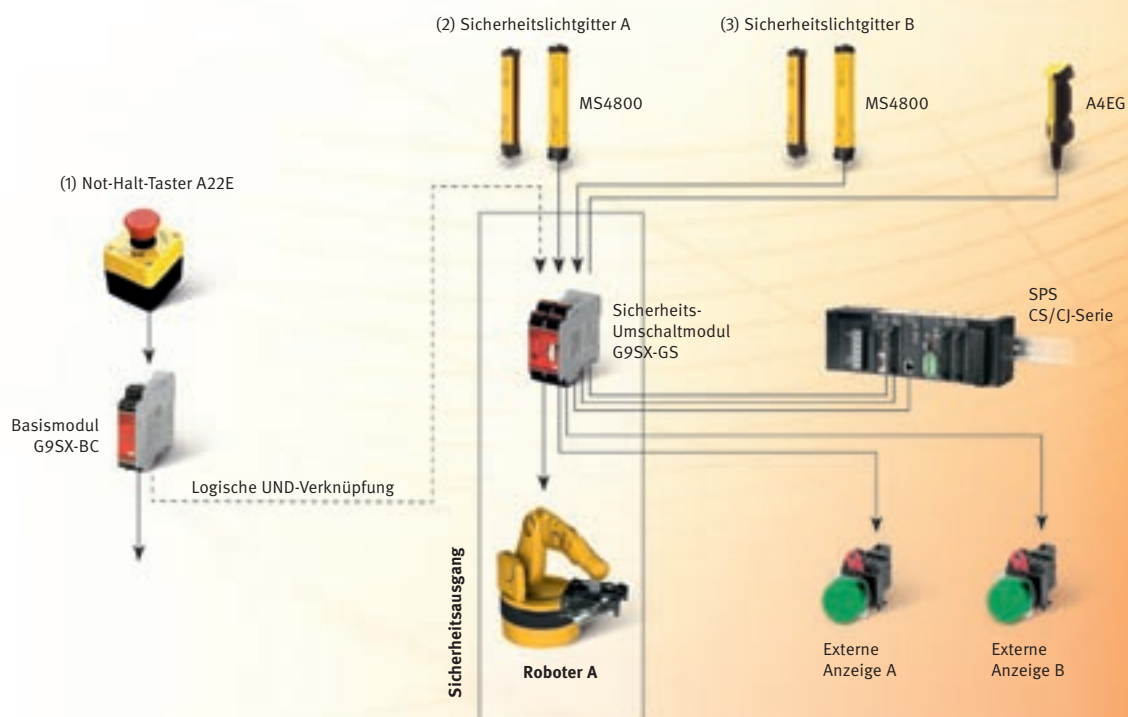 (2) Sicherheitslichtgitter A
(3) Sicherheitslichtgitter B
MS4800
MS4800
A4EG
(1) Not-Halt-Taster A22E
Sicherheits-
Umschaltmodul
G9SX-GS
SPS
CS/CJ-Serie
Basismodul
G9SX-BC
Logische UND-Verknüpfung
Sicherheitsausgang
Roboter A
Externe
Anzeige A
Externe
Anzeige B